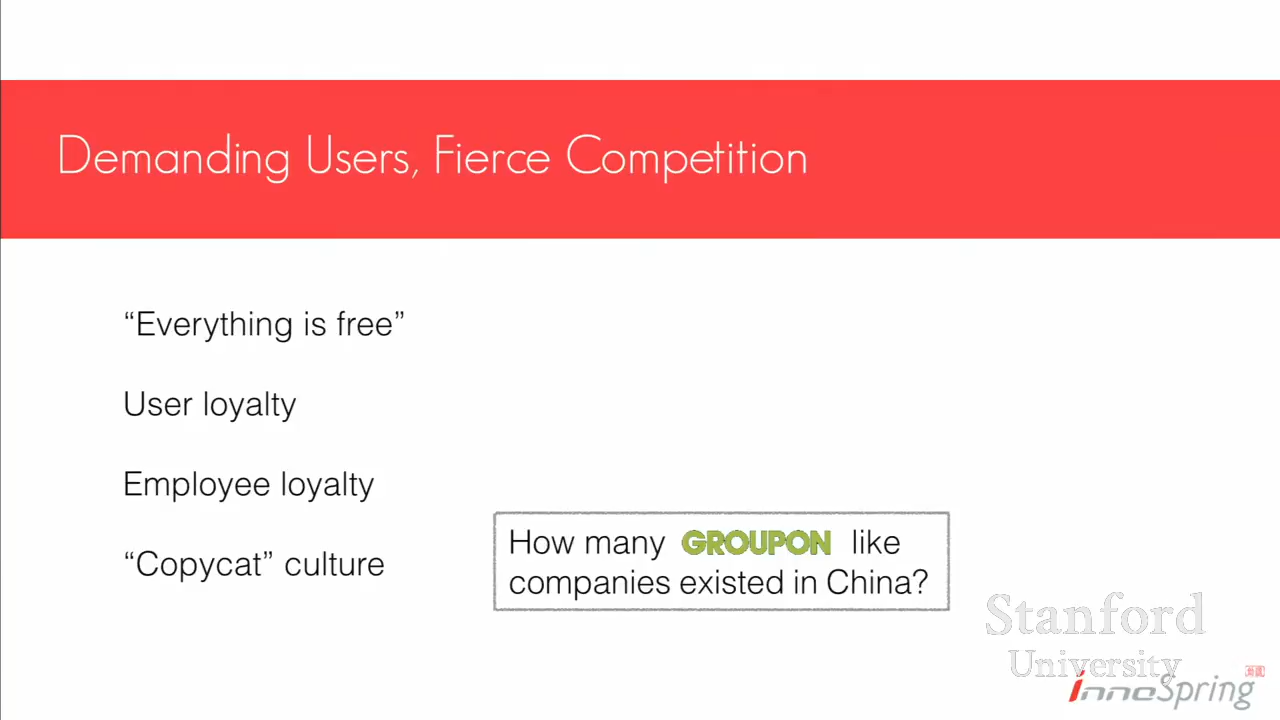 Demanding Users, Fierce Competition
“Everything is free”
User loyalty
Employee loyalty
“Copycat” culture
How many GROUPON like
companies existed in China?
Stanford
University
InnoSpring